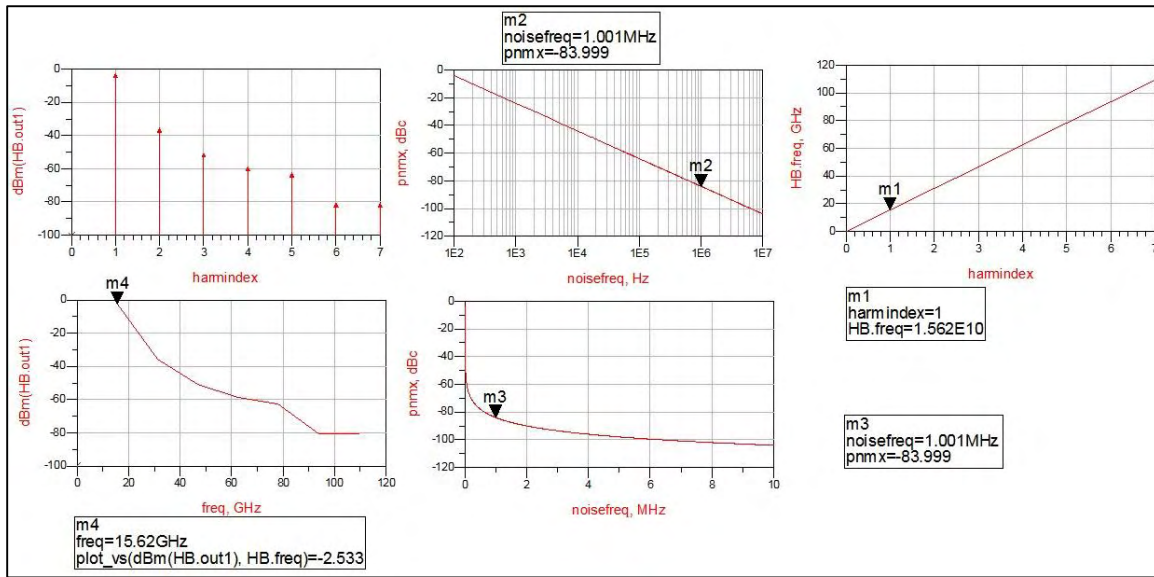 m2
noisefreq=1.001MHz
pnmx=-83.999
dBm(HB.out1)
0
-20
-40
-60
-80
-100
0 1 2 3 4 5 6 7
harmindex
pnmx, dBc
0
-20
-40
-60
-80
-100
-120
m2
1E2 1E3 1E4 1E5 1E6 1E7
noisefreq, Hz
HB.freq, GHz
120
100
80
60
40
20
0
m1
0 1 2 3 4 5 6 7
harmindex
m1
harmindex=1
HB.freq=1.562E10
m4
dBm(HB.out1)
0
-20
-40
-60
-80
-100
0 20 40 60 80 100 120
freq, GHz
m4
freq=15.62GHz
plot_vs(dBm(HB.out1), HB.freq)=-2.533
pnmx, dBc
0
-20
-40
-60
-80
-100
-120
m3
0 2 4 6 8 10
noisefreq, MHz
m3
noisefreq=1.001MHz
pnmx=-83.999